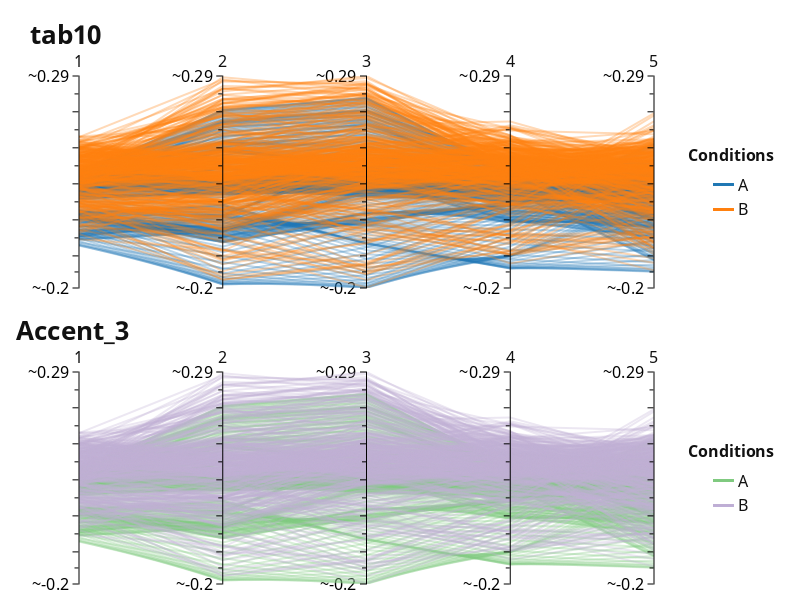 tab10
1 2 3 4 5
~0.29 ~0.29 ~0.29 ~0.29 ~0.29
Conditions
A
B
~-0.2 ~-0.2 ~-0.2 ~-0.2 ~-0.2
Accent_3
1 2 3 4 5
~0.29 ~0.29 ~0.29 ~0.29 ~0.29
Conditions
A
B
~-0.2 ~-0.2 ~-0.2 ~-0.2 ~-0.2